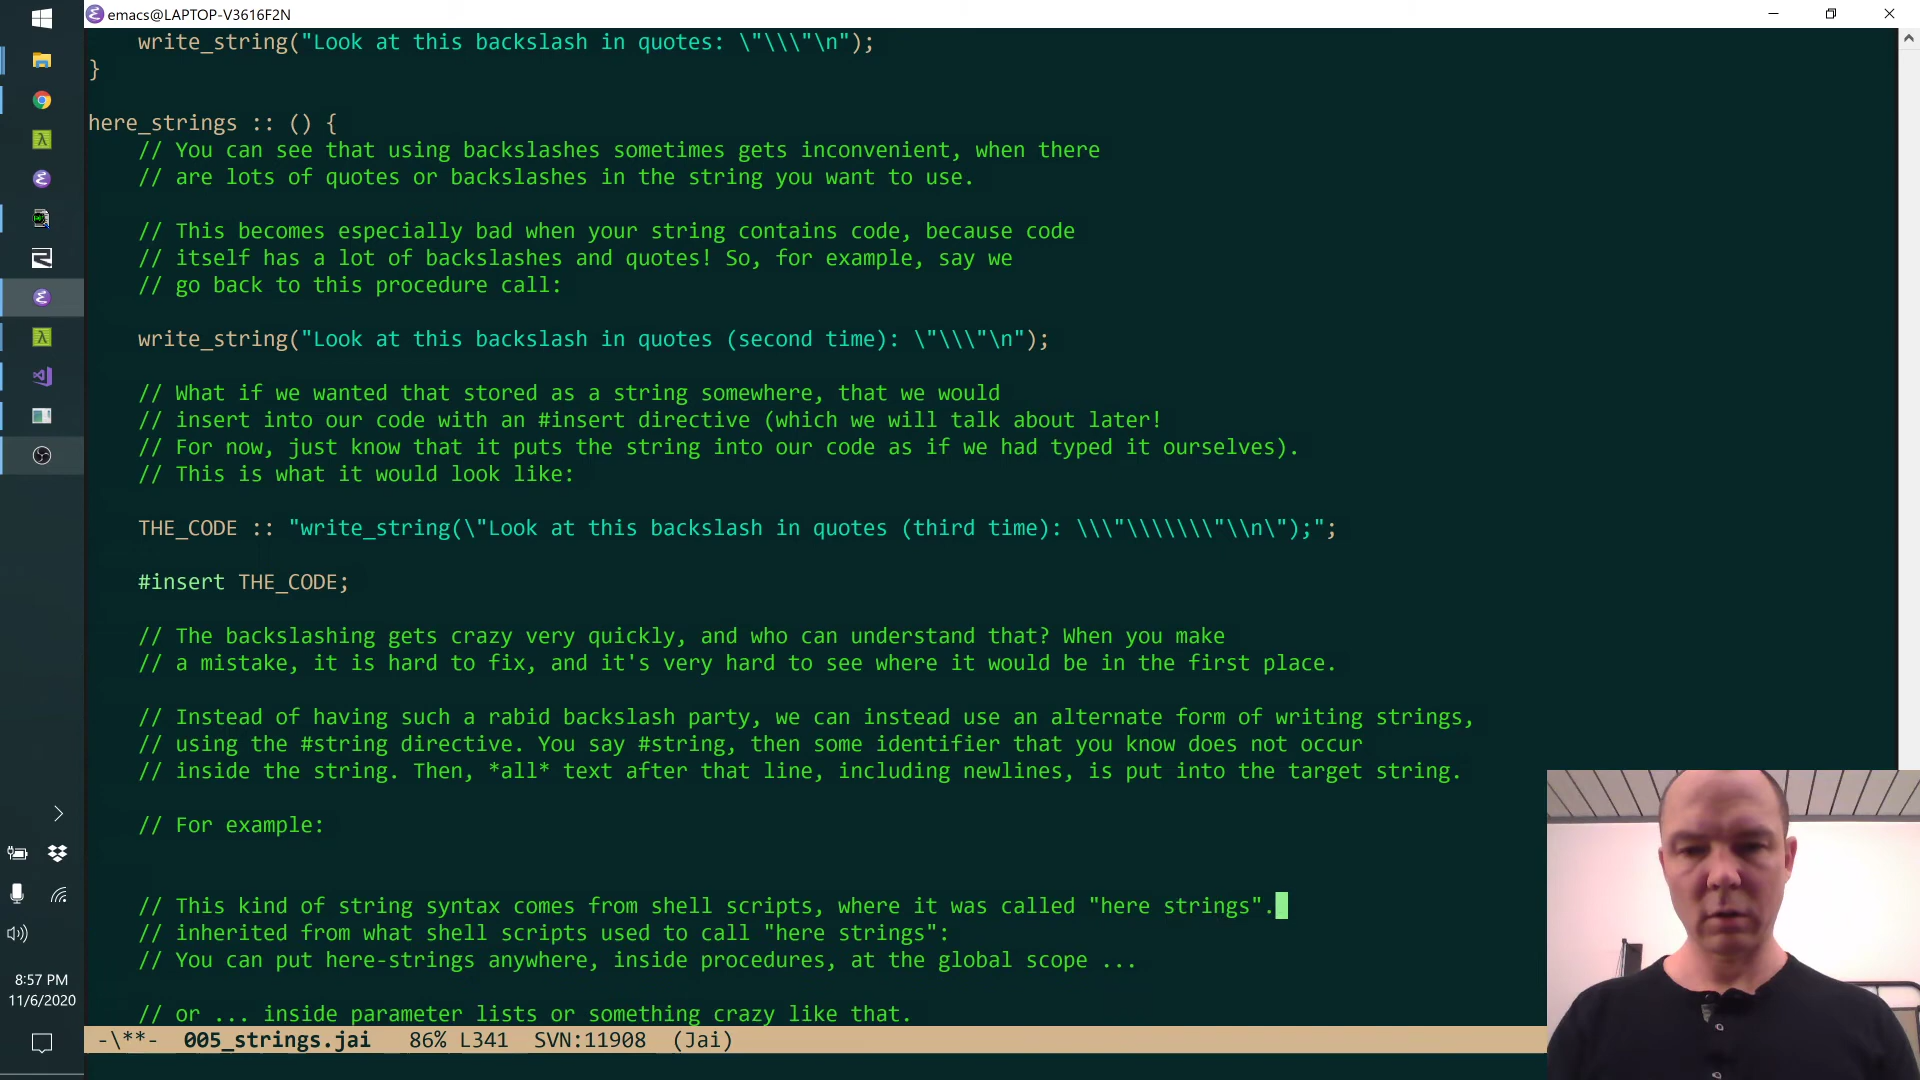 emacs@LAPTOP-V3616F2N
    write_string("Look at this backslash in quotes: \"\\\"\n");
}
here_strings :: () {
    // You can see that using backslashes sometimes gets inconvenient, when there
    // are lots of quotes or backslashes in the string you want to use.
    // This becomes especially bad when your string contains code, because code
    // itself has a lot of backslashes and quotes! So, for example, say we
    // go back to this procedure call:
    write_string("Look at this backslash in quotes (second time): \"\\\"\n");
    // What if we wanted that stored as a string somewhere, that we would
    // insert into our code with an #insert directive (which we will talk about later!
    // For now, just know that it puts the string into our code as if we had typed it ourselves).
    // This is what it would look like:
    THE_CODE :: "write_string(\"Look at this backslash in quotes (third time): \\\"\\\\\\\"\\n\");";
    #insert THE_CODE;
    // The backslashing gets crazy very quickly, and who can understand that? When you make
    // a mistake, it is hard to fix, and it's very hard to see where it would be in the first place.
    // Instead of having such a rabid backslash party, we can instead use an alternate form of writing strings,
    // using the #string directive. You say #string, then some identifier that you know does not occur
    // inside the string. Then, *all* text after that line, including newlines, is put into the target string.
    // For example:
    // This kind of string syntax comes from shell scripts, where it was called "here strings".
    // inherited from what shell scripts used to call "here strings":
    // You can put here-strings anywhere, inside procedures, at the global scope ...
    // or ... inside parameter lists or something crazy like that.
-\**-  005_strings.jai   86% L341  SVN:11908  (Jai)
8:57 PM
11/6/2020